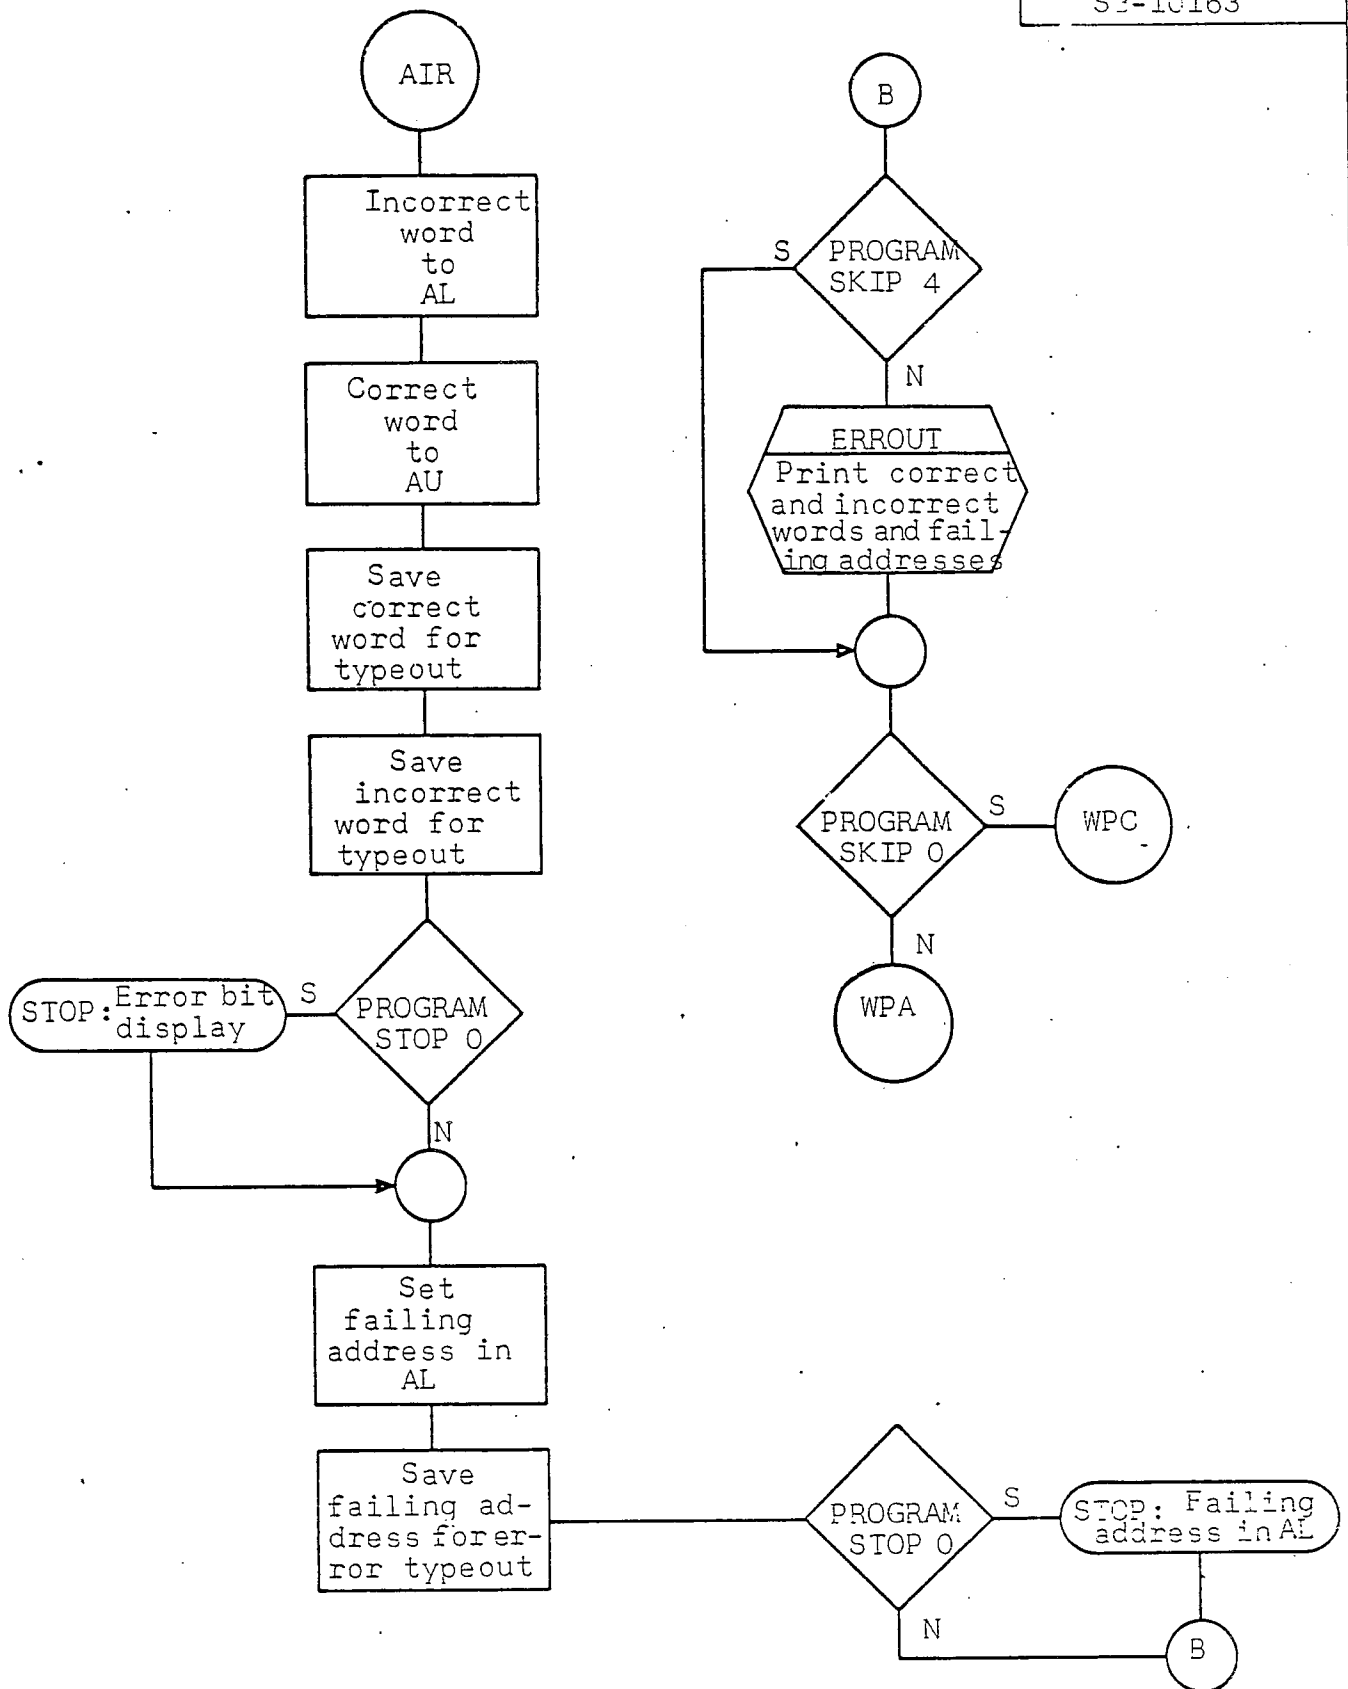 AIR
Incorrect
word
to
AL
Correct
word
to
AU
Save
correct
word for
typeout
Save
incorrect
word for
typeout
PROGRAM
STOP 0
S
STOP: Error bit
display
N
Set
failing
address in
AL
Save
failing ad-
dress for er-
ror typeout
PROGRAM
STOP 0
S
STOP: Failing
address in AL
N
B
B
PROGRAM
SKIP 4
S
N
ERROUT
Print correct
and incorrect
words and fail-
ing addresses
PROGRAM
SKIP 0
S
WPC
N
WPA